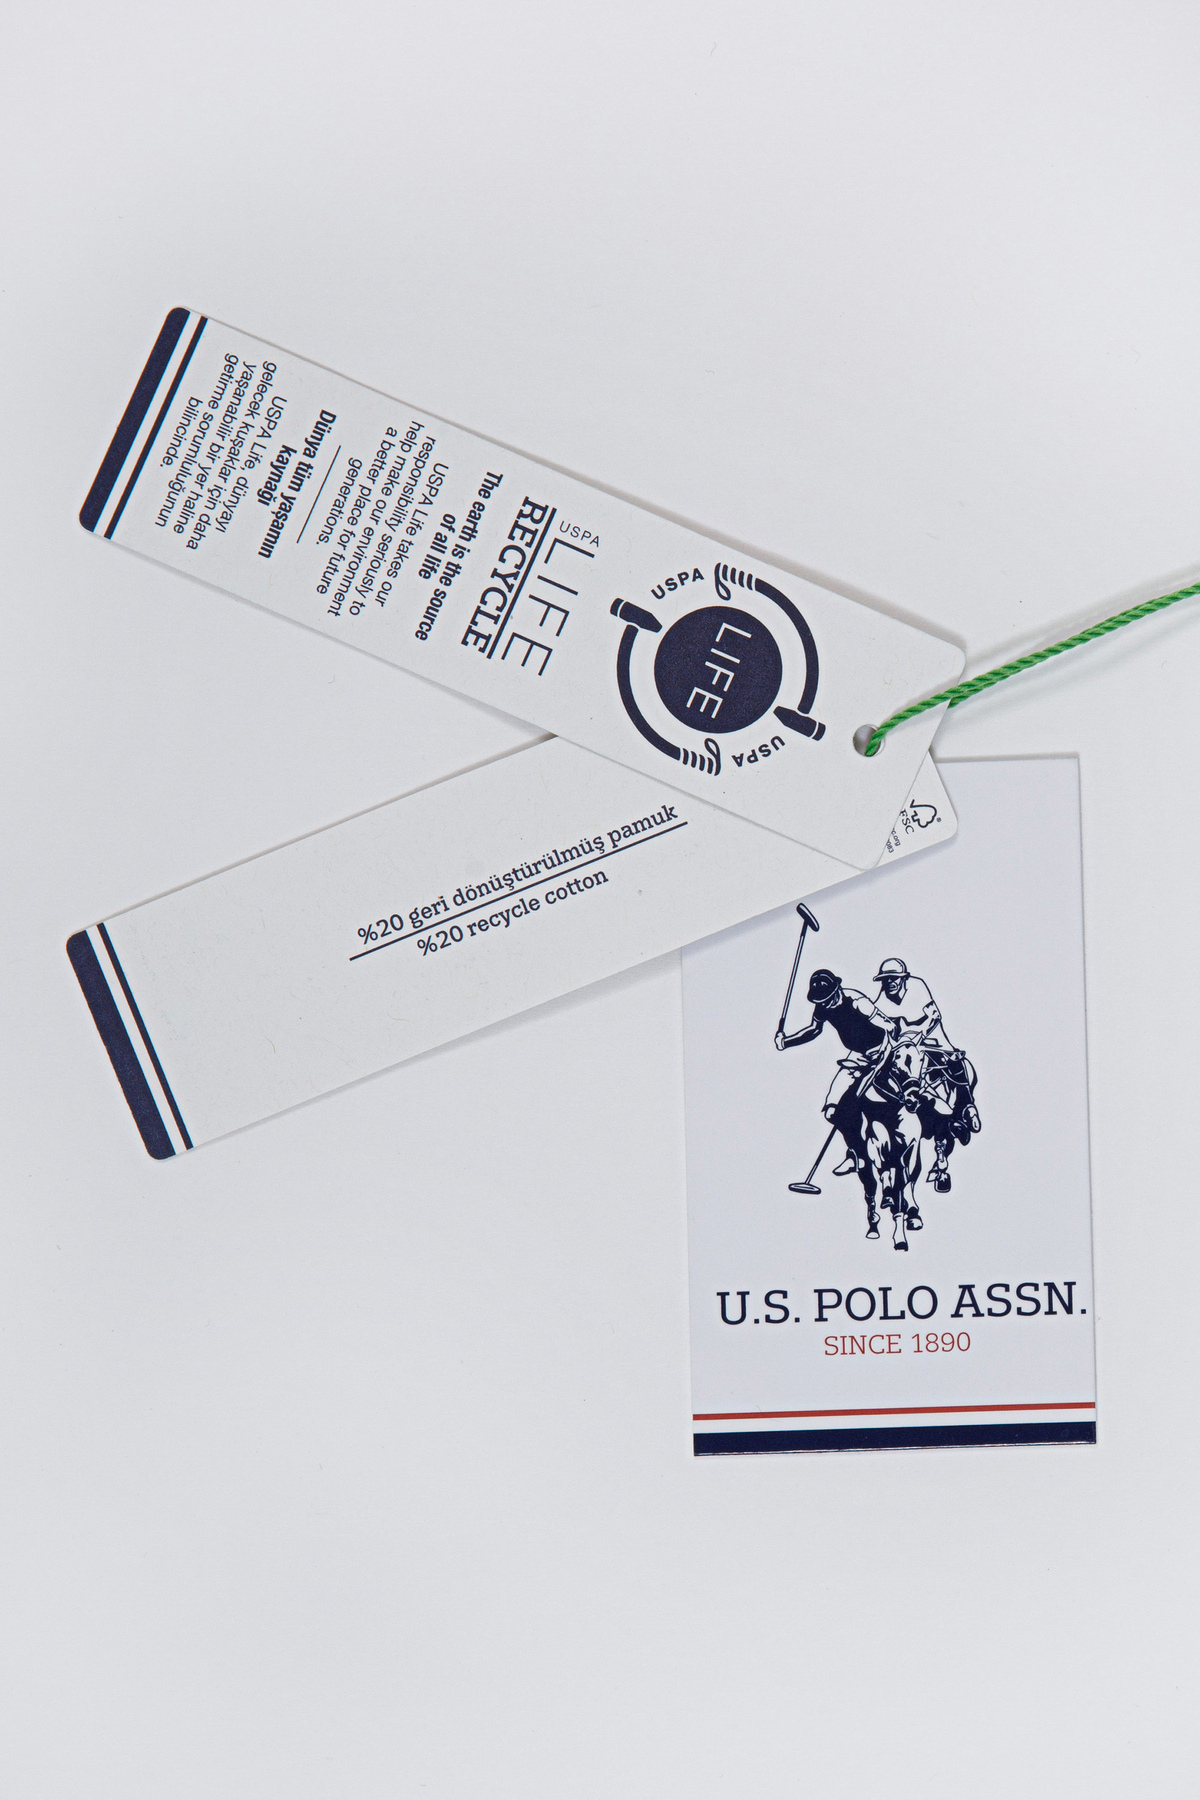 USPA
LIFE
USPA
USPA
LIFE
RECYCLE
The earth is the source
of all life
USPA Life takes our
responsibility seriously to
help make our environment
a better place for future
generations.
Dünya tüm yaşamın
kaynağı
USPA Life, dünyayı
gelecek kuşaklar için daha
yaşanabilir bir yer haline
getirme sorumluluğunun
bilincinde.
FSC
%20 geri dönüştürülmüş pamuk
%20 recycle cotton
U.S. POLO ASSN.
SINCE 1890